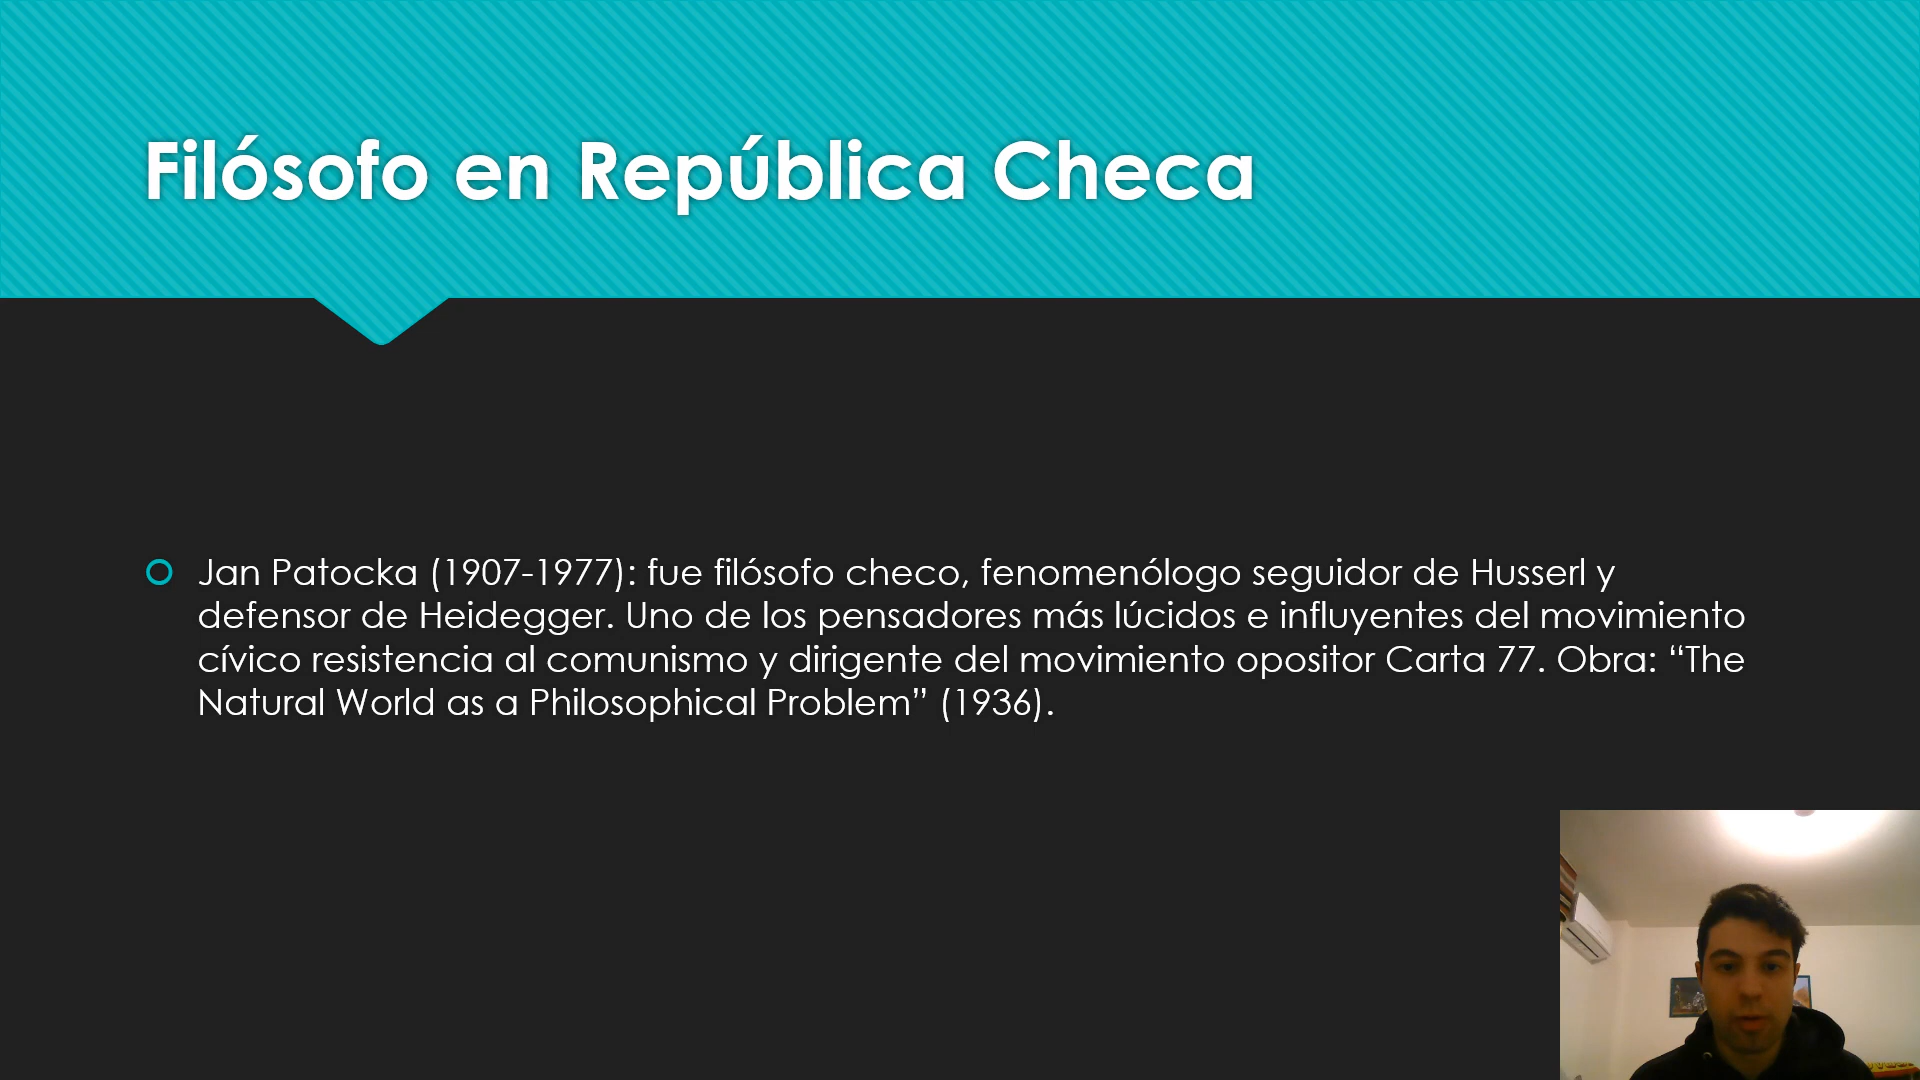 Filósofo en República Checa
Jan Patocka (1907-1977): fue filósofo checo, fenomenólogo seguidor de Husserl y
defensor de Heidegger. Uno de los pensadores más lúcidos e influyentes del movimiento
cívico resistencia al comunismo y dirigente del movimiento opositor Carta 77. Obra: “The
Natural World as a Philosophical Problem” (1936).